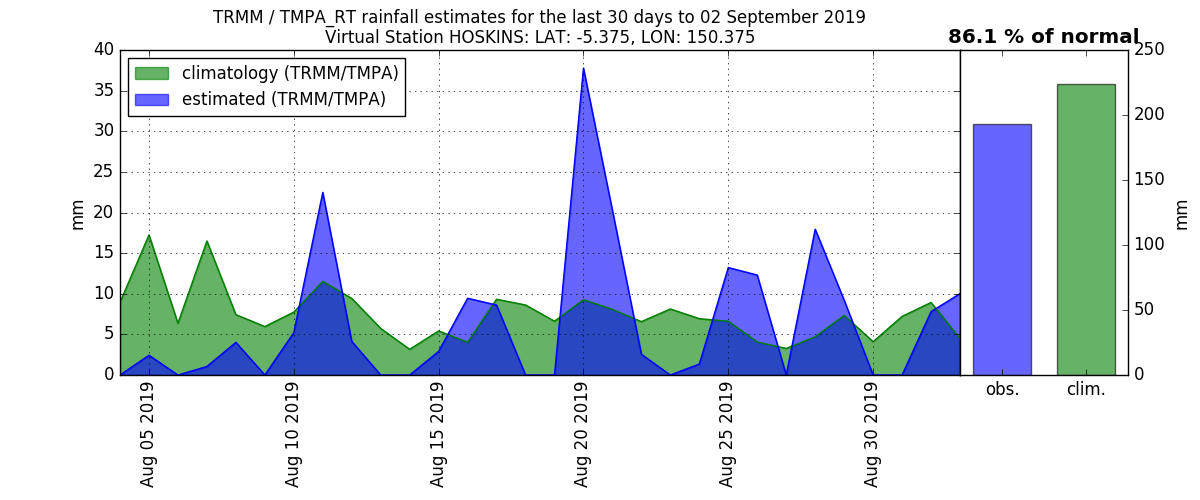 TRMM / TMPA_RT rainfall estimates for the last 30 days to 02 September 2019
Virtual Station HOSKINS: LAT: -5.375, LON: 150.375
86.1 % of normal
climatology (TRMM/TMPA)
estimated (TRMM/TMPA)
40
35
30
25
20
15
10
5
0
mm
Aug 05 2019
Aug 10 2019
Aug 15 2019
Aug 20 2019
Aug 25 2019
Aug 30 2019
obs.
clim.
250
200
150
100
50
0
mm